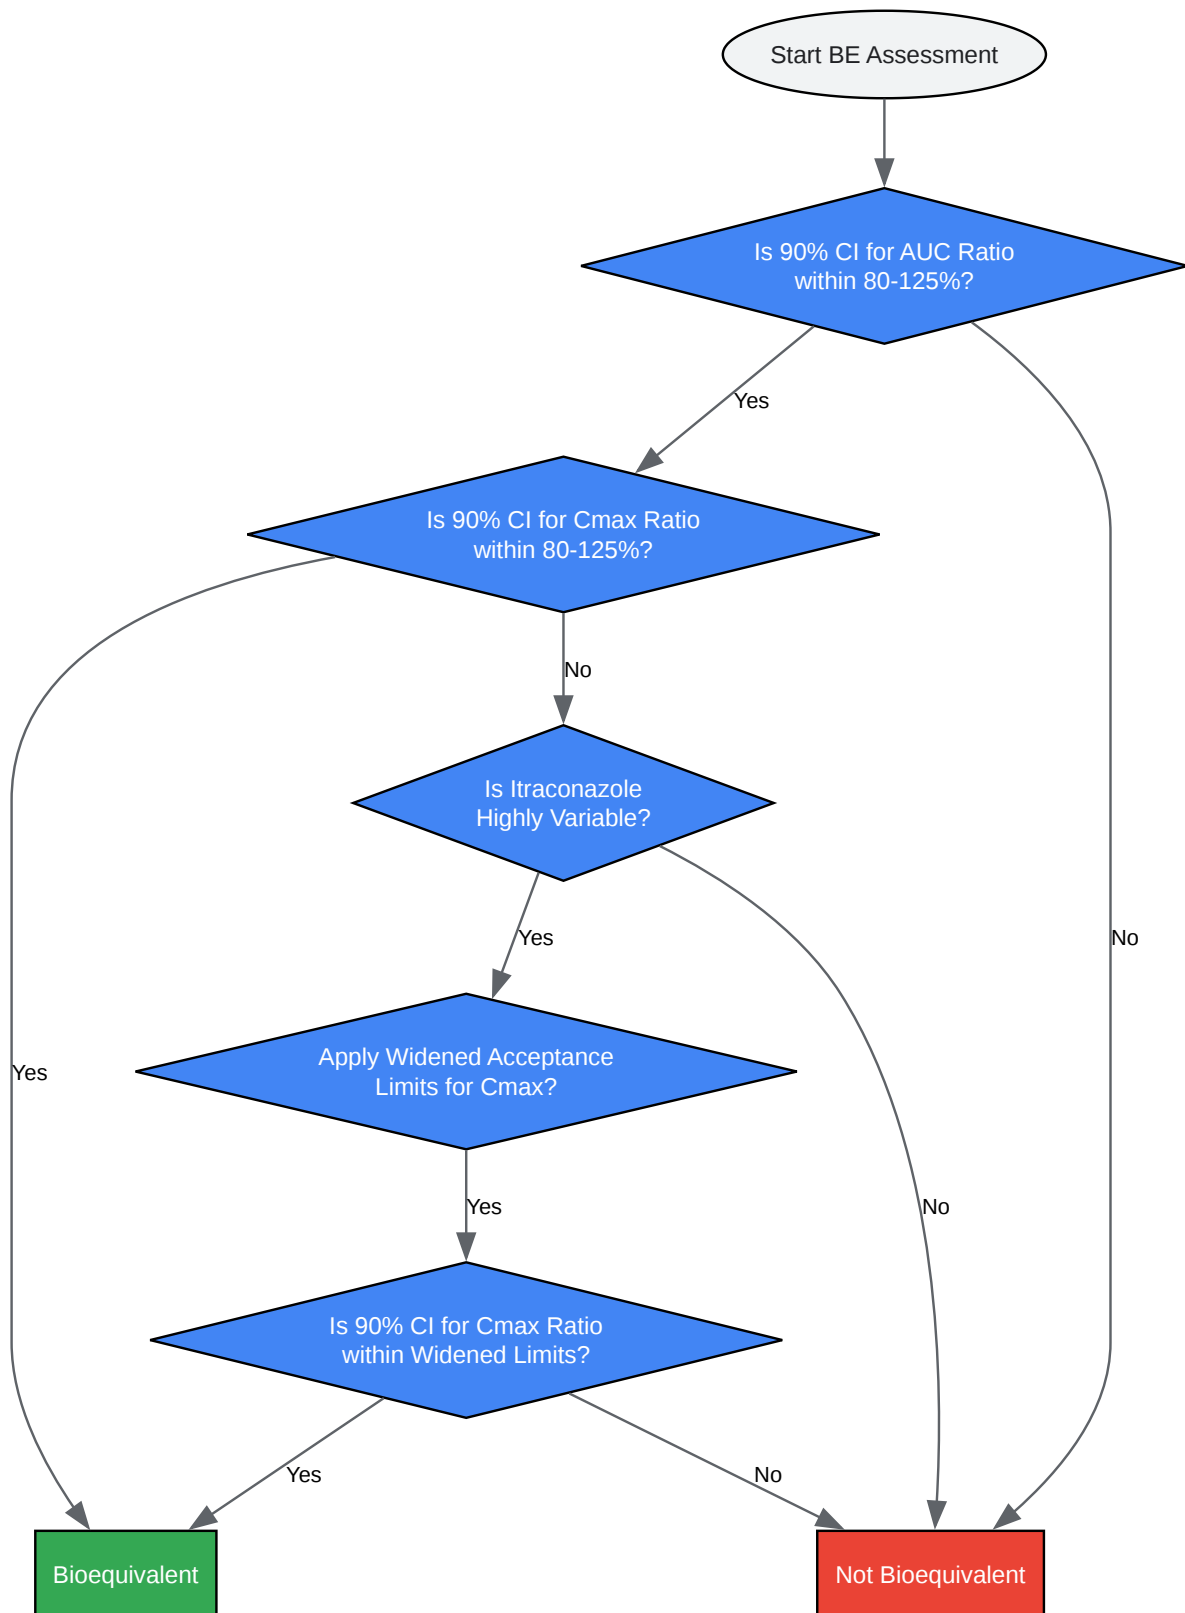 Start BE Assessment
Is 90% CI for AUC Ratio
within 80-125%?
Yes
Is 90% CI for Cmax Ratio
within 80-125%?
No
Is Itraconazole
Highly Variable?
Yes
No
Apply Widened Acceptance
Limits for Cmax?
Yes
Yes
No
Is 90% CI for Cmax Ratio
within Widened Limits?
Yes
No
Bioequivalent
Not Bioequivalent